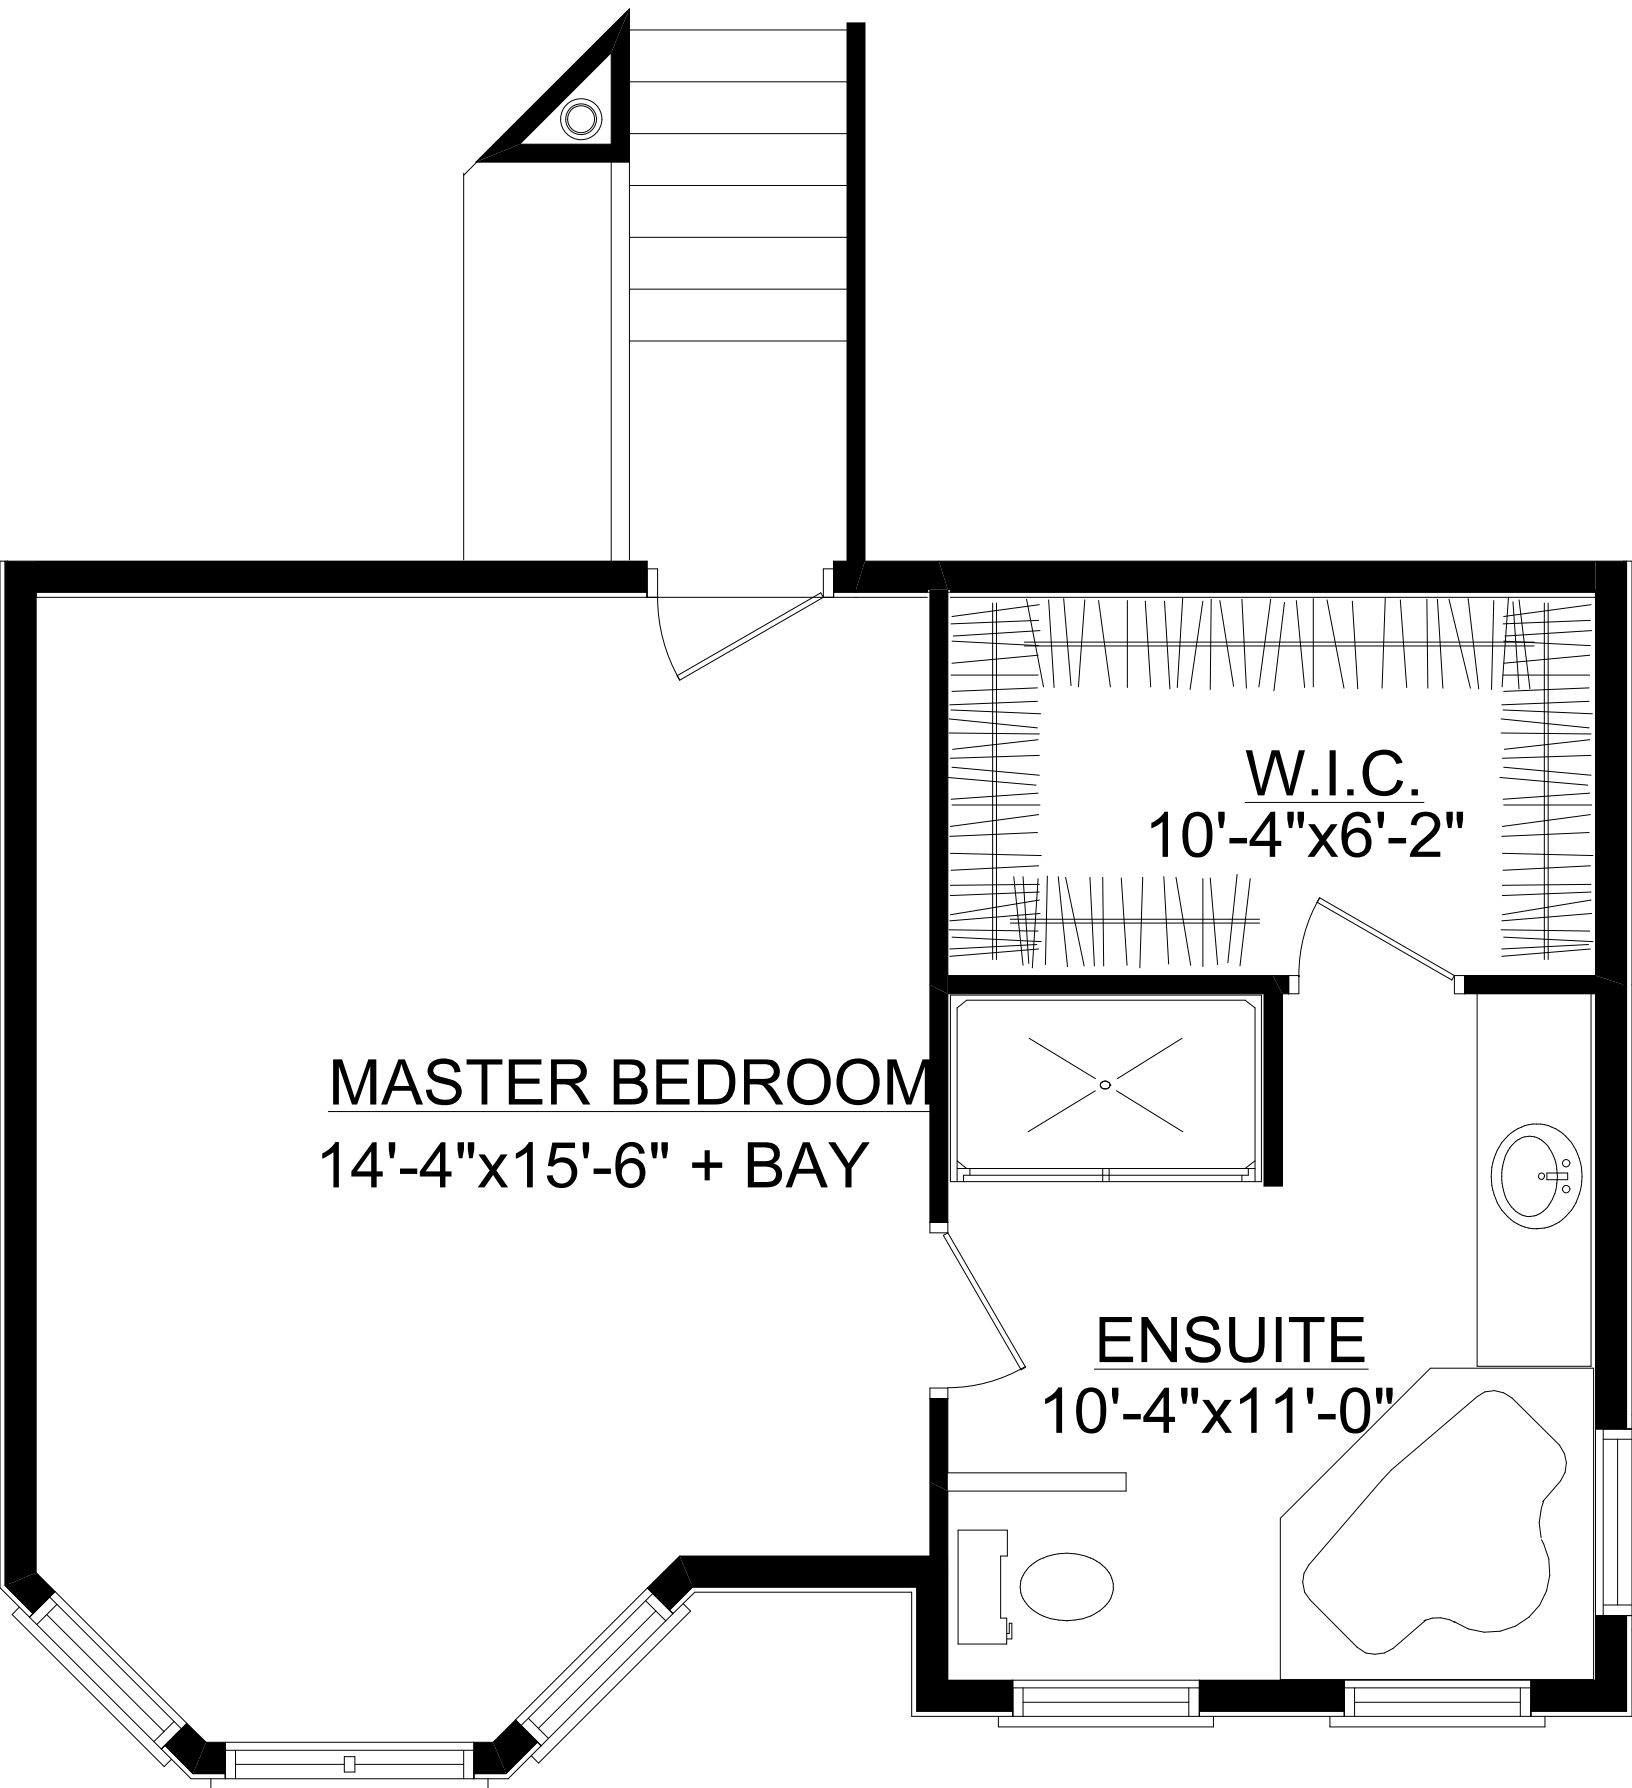 W.I.C.
10'-4"x6'-2"
MASTER BEDROOM
14'-4"x15'-6" + BAY
ENSUITE
10'-4"x11'-0"